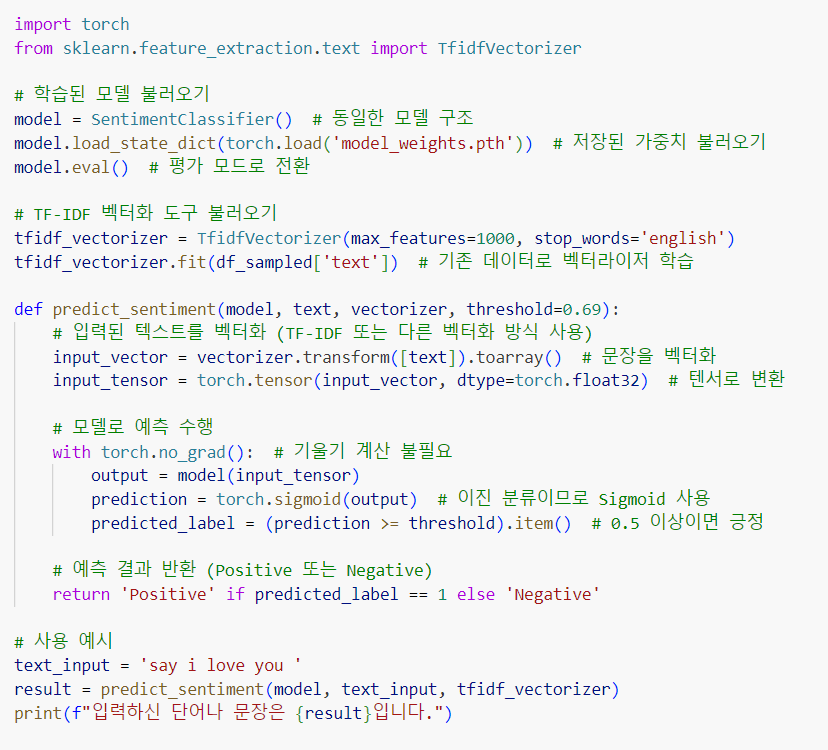 import torch
from sklearn.feature_extraction.text import TfidfVectorizer
# 학습된 모델 불러오기
model = SentimentClassifier()  # 동일한 모델 구조
model.load_state_dict(torch.load('model_weights.pth'))  # 저장된 가중치 불러오기
model.eval()  # 평가 모드로 전환
# TF-IDF 벡터화 도구 불러오기
tfidf_vectorizer = TfidfVectorizer(max_features=1000, stop_words='english')
tfidf_vectorizer.fit(df_sampled['text'])  # 기존 데이터로 벡터라이저 학습
def predict_sentiment(model, text, vectorizer, threshold=0.69):
    # 입력된 텍스트를 벡터화 (TF-IDF 또는 다른 벡터화 방식 사용)
    input_vector = vectorizer.transform([text]).toarray()  # 문장을 벡터화
    input_tensor = torch.tensor(input_vector, dtype=torch.float32)  # 텐서로 변환
    # 모델로 예측 수행
    with torch.no_grad():  # 기울기 계산 불필요
        output = model(input_tensor)
        prediction = torch.sigmoid(output)  # 이진 분류이므로 Sigmoid 사용
        predicted_label = (prediction >= threshold).item()  # 0.5 이상이면 긍정
    # 예측 결과 반환 (Positive 또는 Negative)
    return 'Positive' if predicted_label == 1 else 'Negative'
# 사용 예시
text_input = 'say i love you '
result = predict_sentiment(model, text_input, tfidf_vectorizer)
print(f"입력하신 단어나 문장은 {result}입니다.")